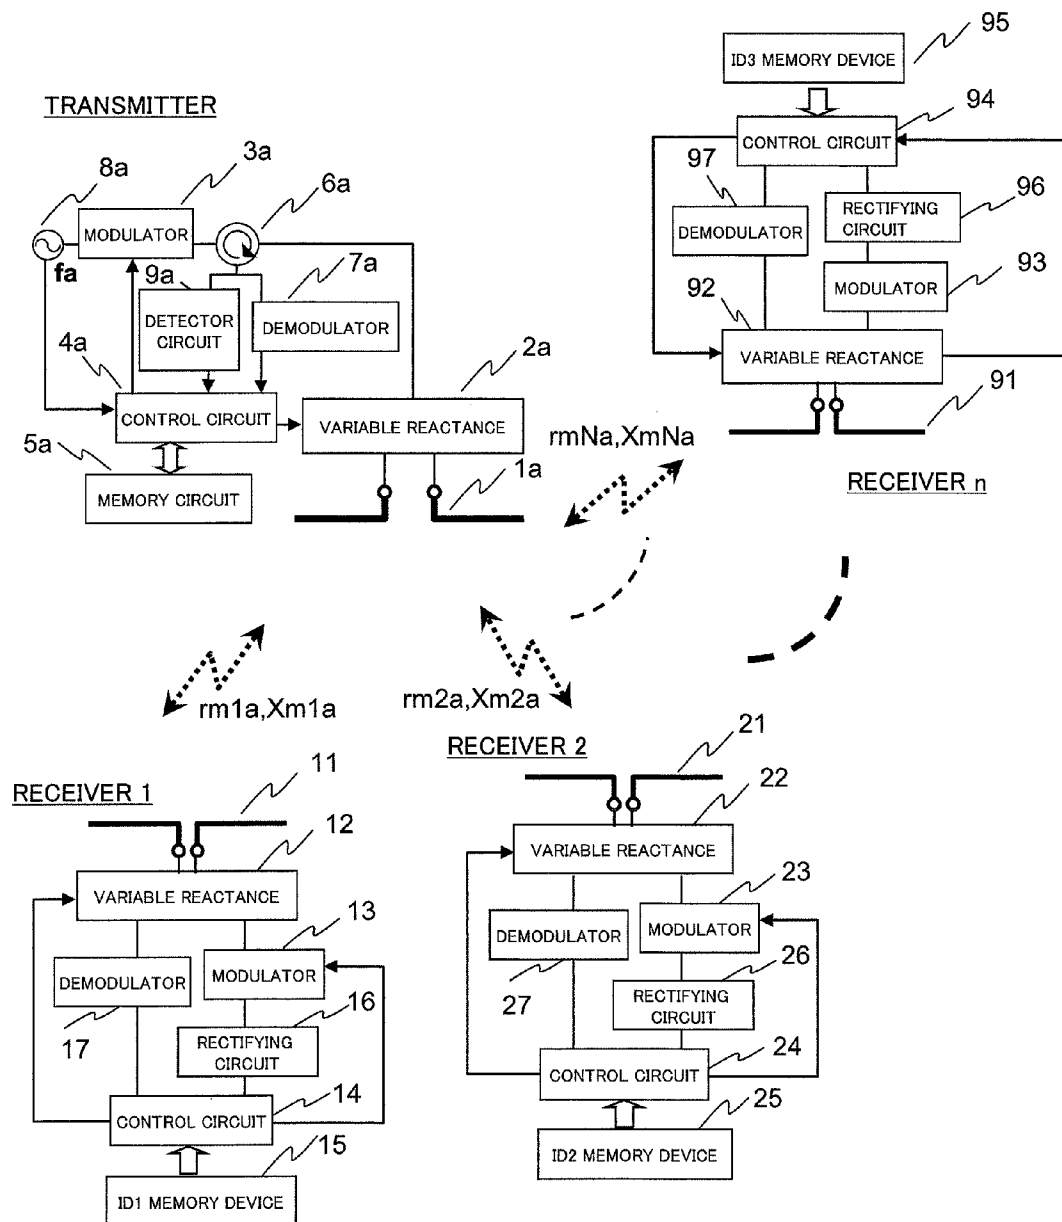 TRANSMITTER
8a
3a
6a
MODULATOR
fa
9a
7a
DETECTOR
CIRCUIT
DEMODULATOR
4a
2a
CONTROL CIRCUIT
VARIABLE REACTANCE
5a
1a
MEMORY CIRCUIT
95
ID3 MEMORY DEVICE
94
CONTROL CIRCUIT
97
96
DEMODULATOR
RECTIFYING
CIRCUIT
93
92
MODULATOR
VARIABLE REACTANCE
91
rmNa,XmNa
RECEIVER n
rm1a,Xm1a
rm2a,Xm2a
RECEIVER 1
11
12
VARIABLE REACTANCE
13
DEMODULATOR
MODULATOR
17
16
RECTIFYING
CIRCUIT
14
CONTROL CIRCUIT
15
ID1 MEMORY DEVICE
RECEIVER 2
21
22
VARIABLE REACTANCE
23
DEMODULATOR
MODULATOR
27
26
RECTIFYING
CIRCUIT
24
CONTROL CIRCUIT
25
ID2 MEMORY DEVICE